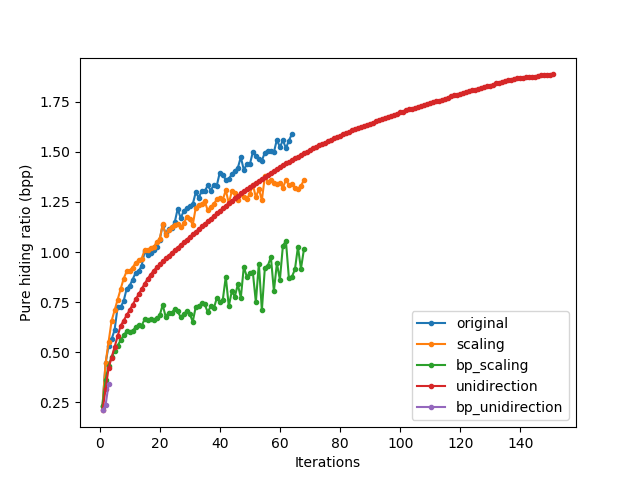 Pure hiding ratio (bpp)
1.75
1.50
1.25
1.00
0.75
0.50
0.25
0 20 40 60 80 100 120 140
Iterations
original
scaling
bp_scaling
unidirection
bp_unidirection